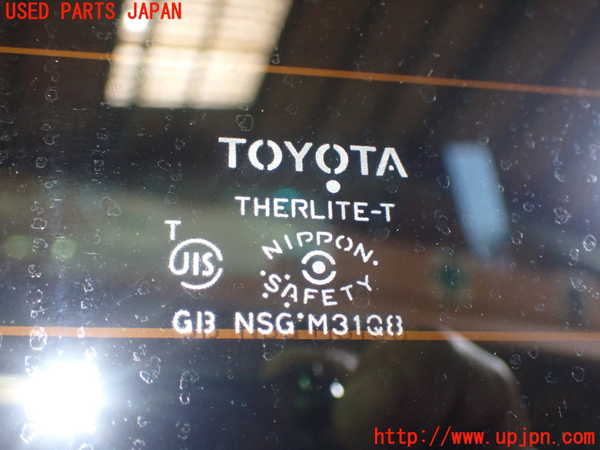 USED PARTS JAPAN
TOYOTA
THERLITE-T
T
JIS
NIPPON
SAFETY
GB NSG M31Q8
http://www.upjpn.com